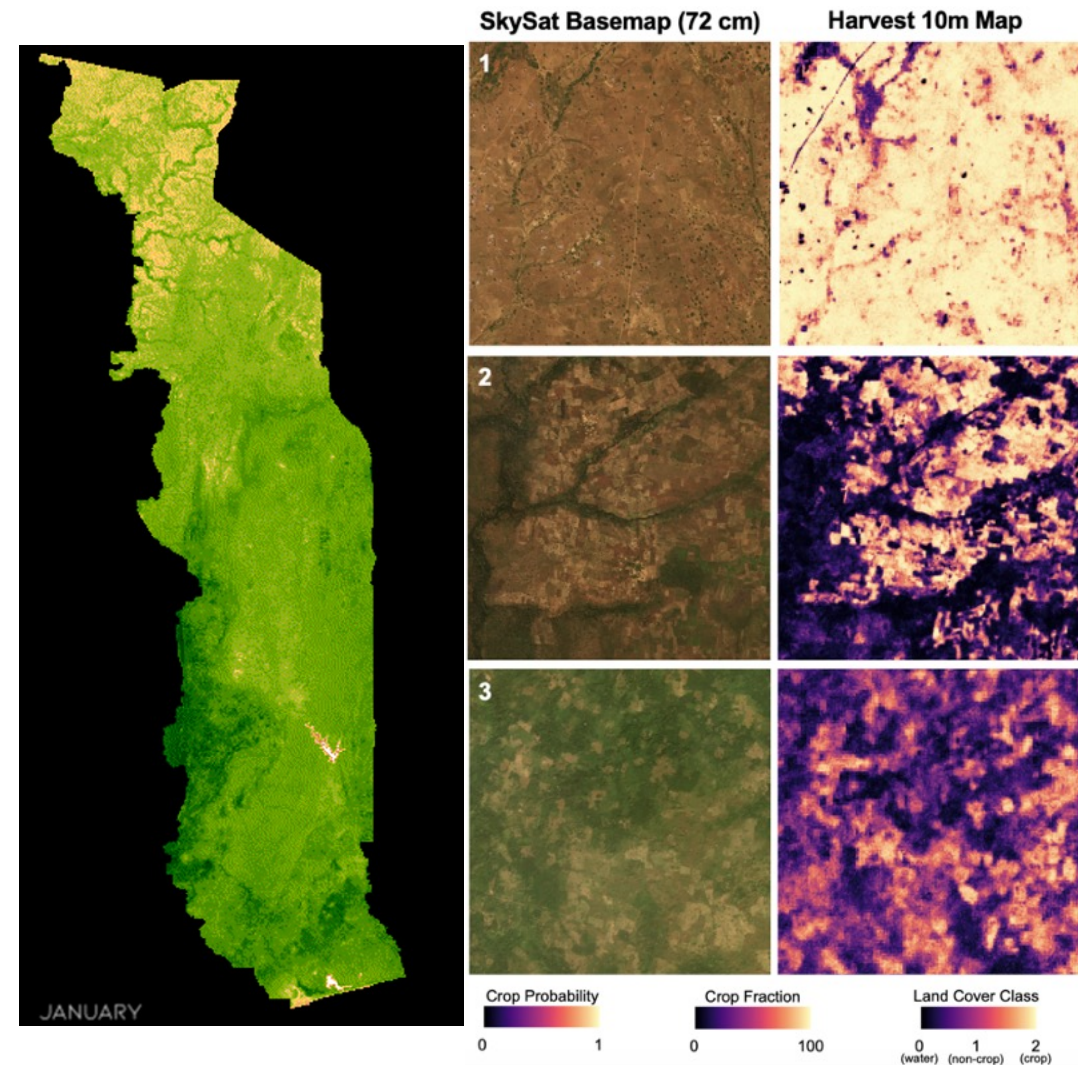 SkySat Basemap (72 cm)
Harvest 10m Map
1
2
3
JANUARY
Crop Probability
0 1
Crop Fraction
0 100
Land Cover Class
0 1 2
(water) (non-crop) (crop)